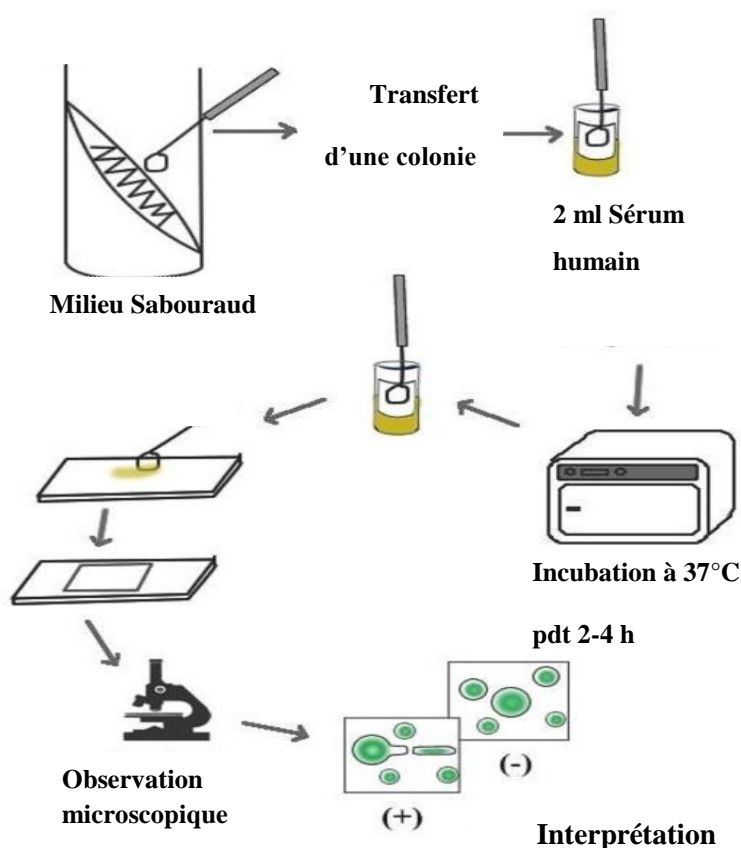 Transfert
d’une colonie
2 ml Sérum
humain
Milieu Sabouraud
Incubation à 37°C
pdt 2-4 h
Observation
microscopique
(+)
(-)
Interprétation